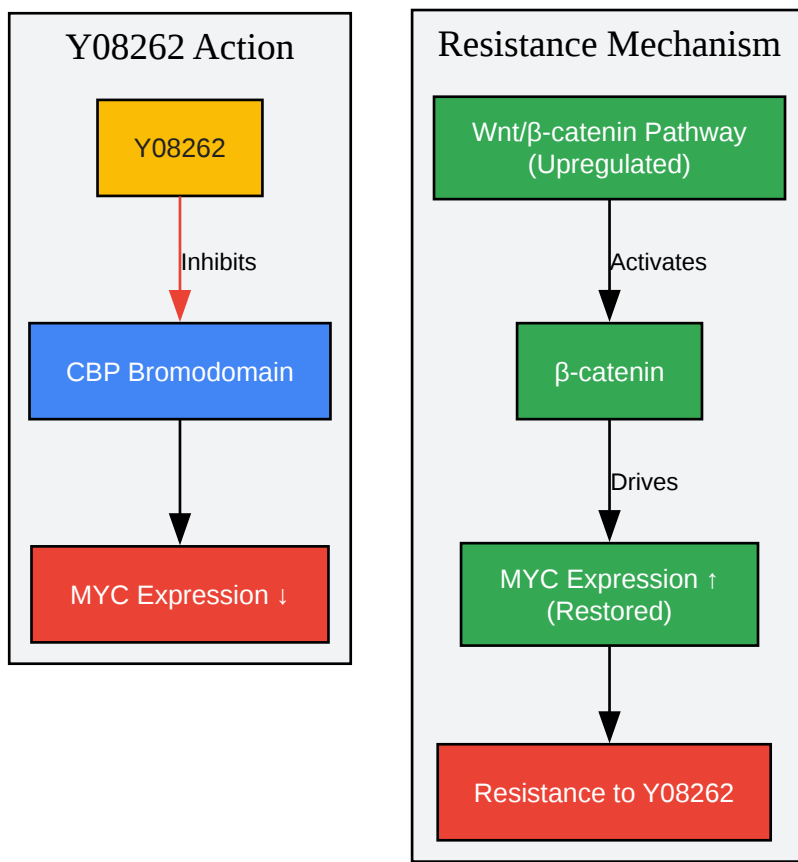 Y08262 Action
Y08262
Inhibits
CBP Bromodomain
MYC Expression ↓
Resistance Mechanism
Wnt/β-catenin Pathway
(Upregulated)
Activates
β-catenin
Drives
MYC Expression ↑
(Restored)
Resistance to Y08262